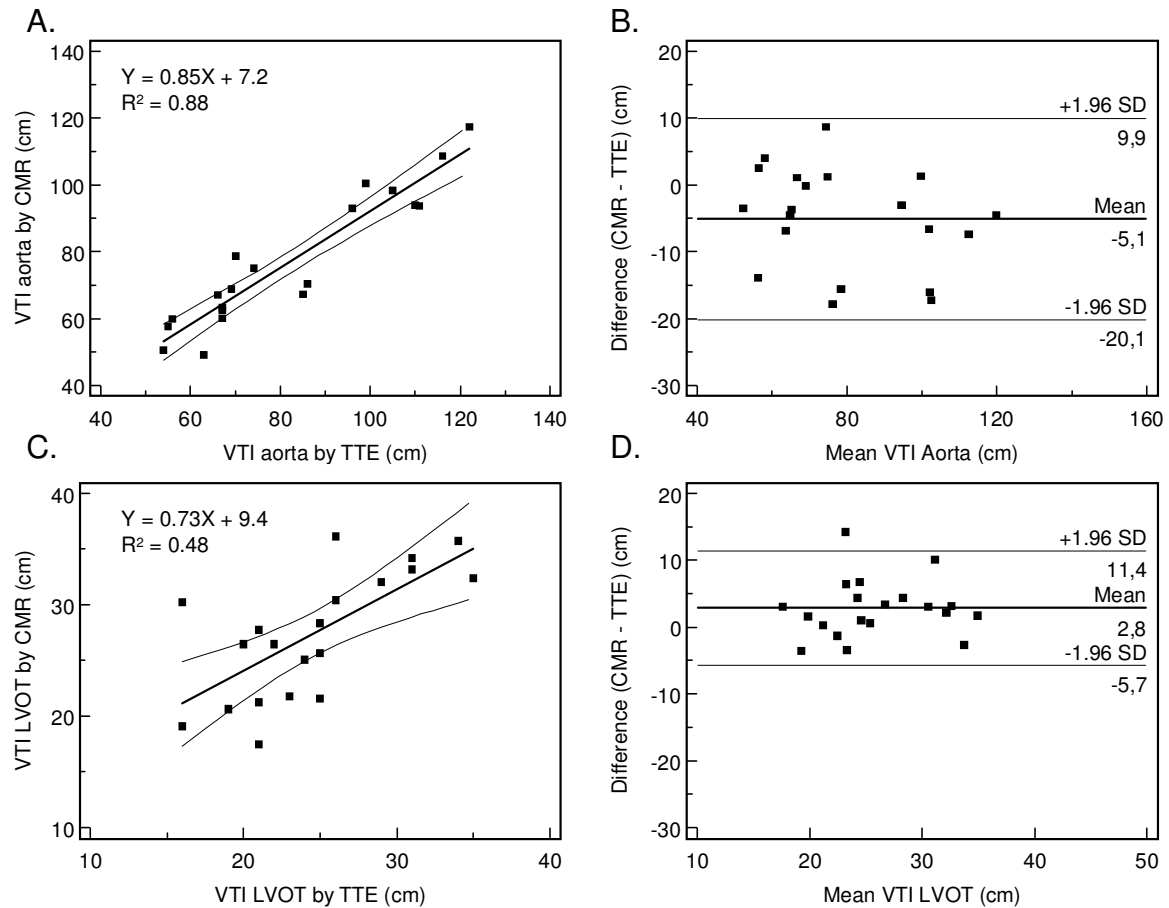 A.
140
120
100
80
60
40
VTI aorta by CMR (cm)
Y = 0.85X + 7.2
R² = 0.88
40 60 80 100 120 140
VTI aorta by TTE (cm)
B.
20
10
0
-10
-20
-30
Difference (CMR - TTE) (cm)
+1.96 SD
9,9
Mean
-5,1
-1.96 SD
-20,1
40 80 120 160
Mean VTI Aorta (cm)
C.
40
30
20
10
VTI LVOT by CMR (cm)
Y = 0.73X + 9.4
R² = 0.48
10 20 30 40
VTI LVOT by TTE (cm)
D.
20
10
0
-10
-20
-30
Difference (CMR - TTE) (cm)
+1.96 SD
11,4
Mean
2,8
-1.96 SD
-5,7
10 20 30 40 50
Mean VTI LVOT (cm)